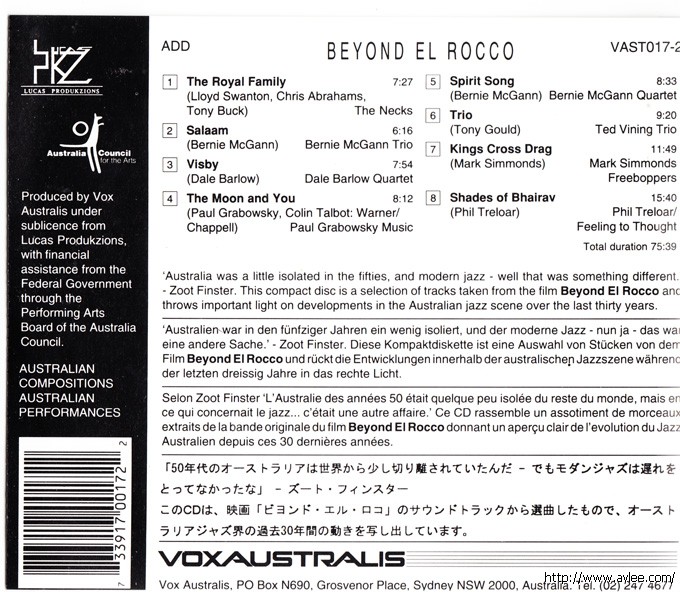 LUCAS
PKZ
LUCAS PRODUKZIONS
Australia Council
for the Arts
Produced by Vox
Australis under
sublicence from
Lucas Produkzions,
with financial
assistance from the
Federal Government
through the
Performing Arts
Board of the Australia
Council.
AUSTRALIAN
COMPOSITIONS
AUSTRALIAN
PERFORMANCES
7 33917 00172 2
ADD BEYOND EL ROCCO VAST017-2
1 The Royal Family 7:27
(Lloyd Swanton, Chris Abrahams,
Tony Buck) The Necks
2 Salaam 6:16
(Bernie McGann) Bernie McGann Trio
3 Visby 7:54
(Dale Barlow) Dale Barlow Quartet
4 The Moon and You 8:12
(Paul Grabowsky, Colin Talbot: Warner/
Chappell) Paul Grabowsky Music
5 Spirit Song 8:33
(Bernie McGann) Bernie McGann Quartet
6 Trio 9:20
(Tony Gould) Ted Vining Trio
7 Kings Cross Drag 11:49
(Mark Simmonds) Mark Simmonds
Freeboppers
8 Shades of Bhairav 15:40
(Phil Treloar) Phil Treloar/
Feeling to Thought
Total duration 75:39
'Australia was a little isolated in the fifties, and modern jazz - well that was something different.
- Zoot Finster. This compact disc is a selection of tracks taken from the film Beyond El Rocco and
throws important light on developments in the Australian jazz scene over the last thirty years.
'Australien war in den fünfziger Jahren ein wenig isoliert, und der moderne Jazz - nun ja - das war
eine andere Sache.' - Zoot Finster. Diese Kompaktdiskette ist eine Auswahl von Stücken von dem
Film Beyond El Rocco und rückt die Entwicklungen innerhalb der australischen Jazzszene während
der letzten dreissig Jahre in das rechte Licht.
Selon Zoot Finster 'L'Australie des années 50 était quelque peu isolée du reste du monde, mais en
ce qui concernait le jazz... c'était une autre affaire.' Ce CD rassemble un assotiment de morceaux
extraits de la bande originale du film Beyond El Rocco donnant un aperçu clair de l'evolution du Jazz
Australien depuis ces 30 dernières années.
「50年代のオーストラリアは世界から少し切り離されていたんだ - でもモダンジャズは遅れを
とってなかったな」 - ズート・フィンスター
このCDは、映画「ビヨンド・エル・ロコ」のサウンドトラックから選曲したもので、オースト
ラリアジャズ界の過去30年間の動きを写し出しています。
VOXAUSTRALIS
Vox Australis, PO Box N690, Grosvenor Place, Sydney NSW 2000, Australia. Tel. (02) 247 4677
http://www.aylee.com/